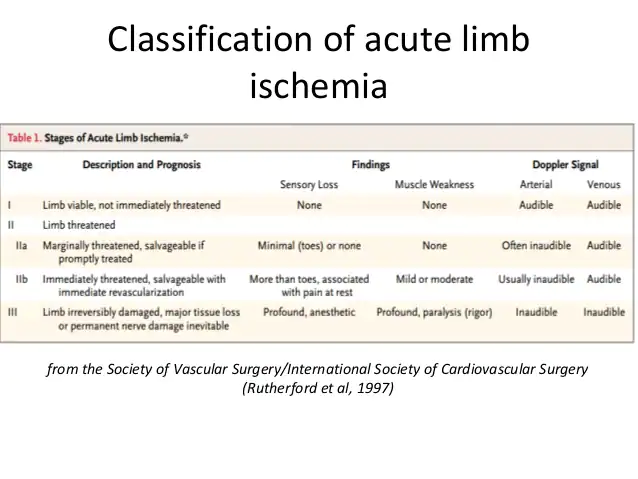 Classification of acute limb
ischemia
Table 1. Stages of Acute Limb Ischemia.*
Stage Description and Prognosis Findings Doppler Signal
Sensory Loss Muscle Weakness Arterial Venous
I Limb viable, not immediately threatened None None Audible Audible
II Limb threatened
IIa Marginally threatened, salvageable if Minimal (toes) or none None Often inaudible Audible
promptly treated
IIb Immediately threatened, salvageable with More than toes, associated Mild or moderate Usually inaudible Audible
immediate revascularization with pain at rest
III Limb irreversibly damaged, major tissue loss Profound, anesthetic Profound, paralysis (rigor) Inaudible Inaudible
or permanent nerve damage inevitable
from the Society of Vascular Surgery/International Society of Cardiovascular Surgery
(Rutherford et al, 1997)